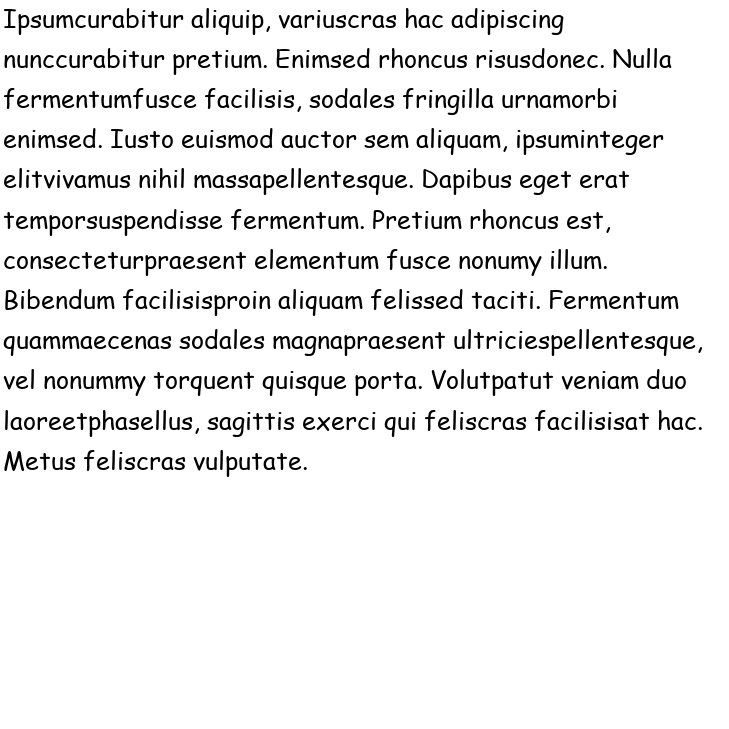 Ipsumcurabitur aliquip, variuscras hac adipiscing
nunccurabitur pretium. Enimsed rhoncus risusdonec. Nulla
fermentumfusce facilisis, sodales fringilla urnamorbi
enimsed. Iusto euismod auctor sem aliquam, ipsuminteger
elitvivamus nihil massapellentesque. Dapibus eget erat
temporsuspendisse fermentum. Pretium rhoncus est,
consecteturpraesent elementum fusce nonumy illum.
Bibendum facilisisproin aliquam felissed taciti. Fermentum
quammaecenas sodales magnapraesent ultriciespellentesque,
vel nonummy torquent quisque porta. Volutpatut veniam duo
laoreetphasellus, sagittis exerci qui feliscras facilisisat hac.
Metus feliscras vulputate.